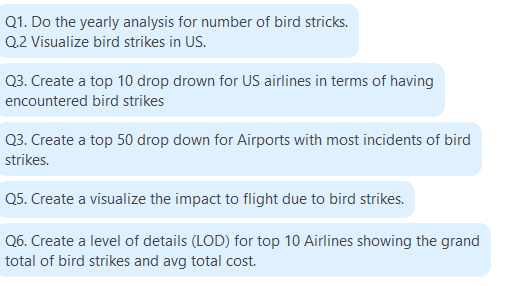 Q1. Do the yearly analysis for number of bird stricks.
Q.2 Visualize bird strikes in US.
Q3. Create a top 10 drop drown for US airlines in terms of having
encountered bird strikes
Q3. Create a top 50 drop down for Airports with most incidents of bird
strikes.
Q5. Create a visualize the impact to flight due to bird strikes.
Q6. Create a level of details (LOD) for top 10 Airlines showing the grand
total of bird strikes and avg total cost.